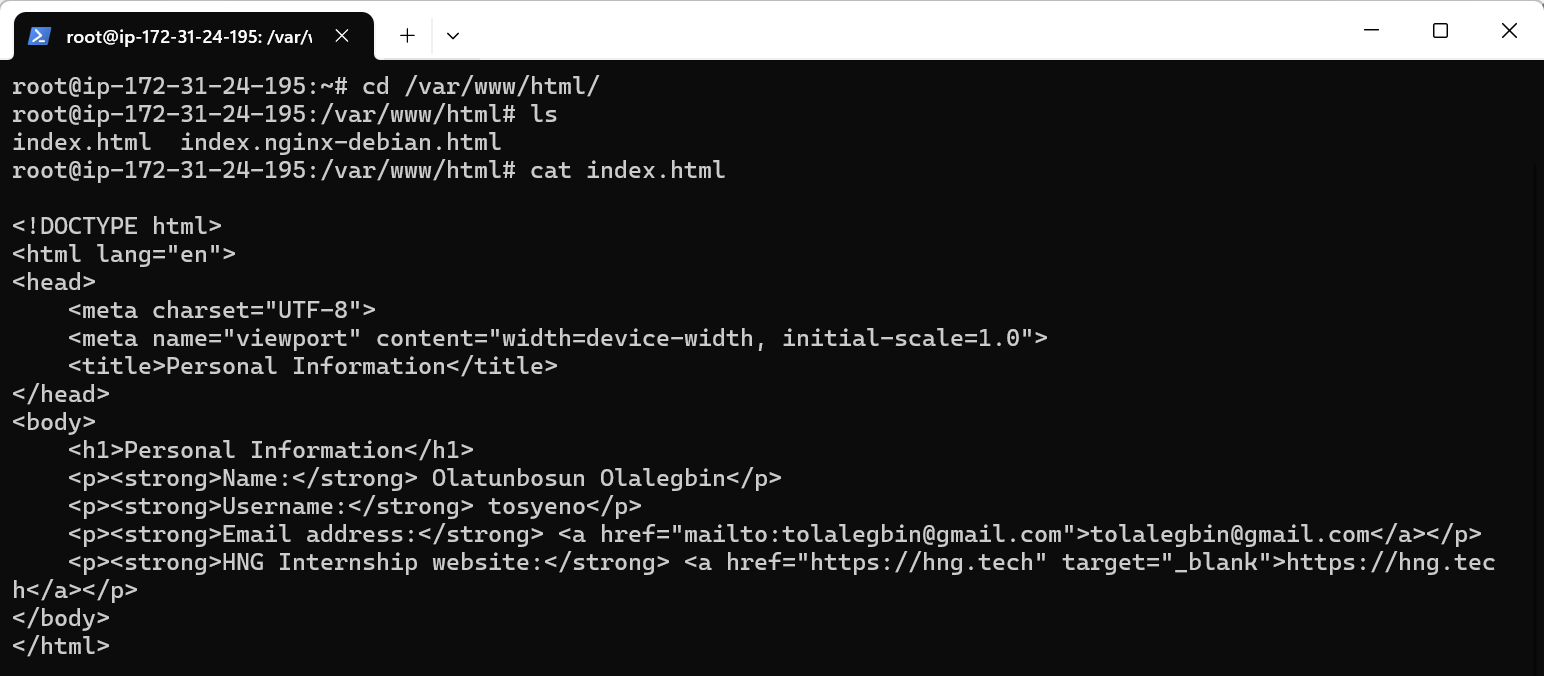 root@ip-172-31-24-195: /var/v
root@ip-172-31-24-195:~# cd /var/www/html/
root@ip-172-31-24-195:/var/www/html# ls
index.html  index.nginx-debian.html
root@ip-172-31-24-195:/var/www/html# cat index.html

<!DOCTYPE html>
<html lang="en">
<head>
    <meta charset="UTF-8">
    <meta name="viewport" content="width=device-width, initial-scale=1.0">
    <title>Personal Information</title>
</head>
<body>
    <h1>Personal Information</h1>
    <p><strong>Name:</strong> Olatunbosun Olalegbin</p>
    <p><strong>Username:</strong> tosyeno</p>
    <p><strong>Email address:</strong> <a href="mailto:tolalegbin@gmail.com">tolalegbin@gmail.com</a></p>
    <p><strong>HNG Internship website:</strong> <a href="https://hng.tech" target="_blank">https://hng.tec
h</a></p>
</body>
</html>